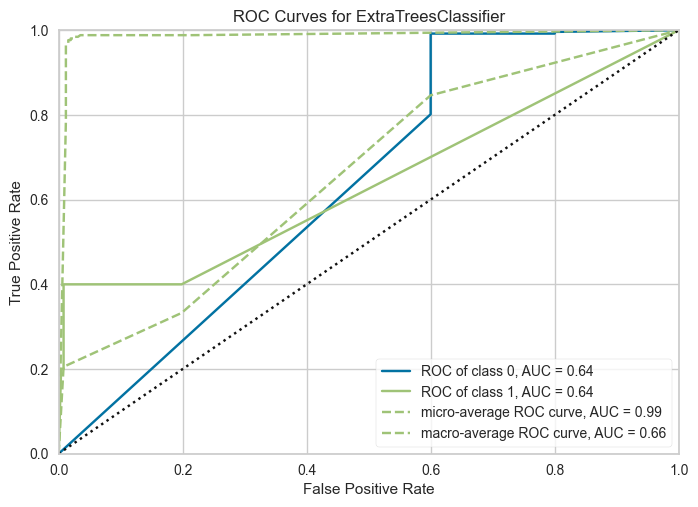 ROC Curves for ExtraTreesClassifier
True Positive Rate
1.0
0.8
0.6
0.4
0.2
0.0
ROC of class 0, AUC = 0.64
ROC of class 1, AUC = 0.64
micro-average ROC curve, AUC = 0.99
macro-average ROC curve, AUC = 0.66
0.0 0.2 0.4 0.6 0.8 1.0
False Positive Rate